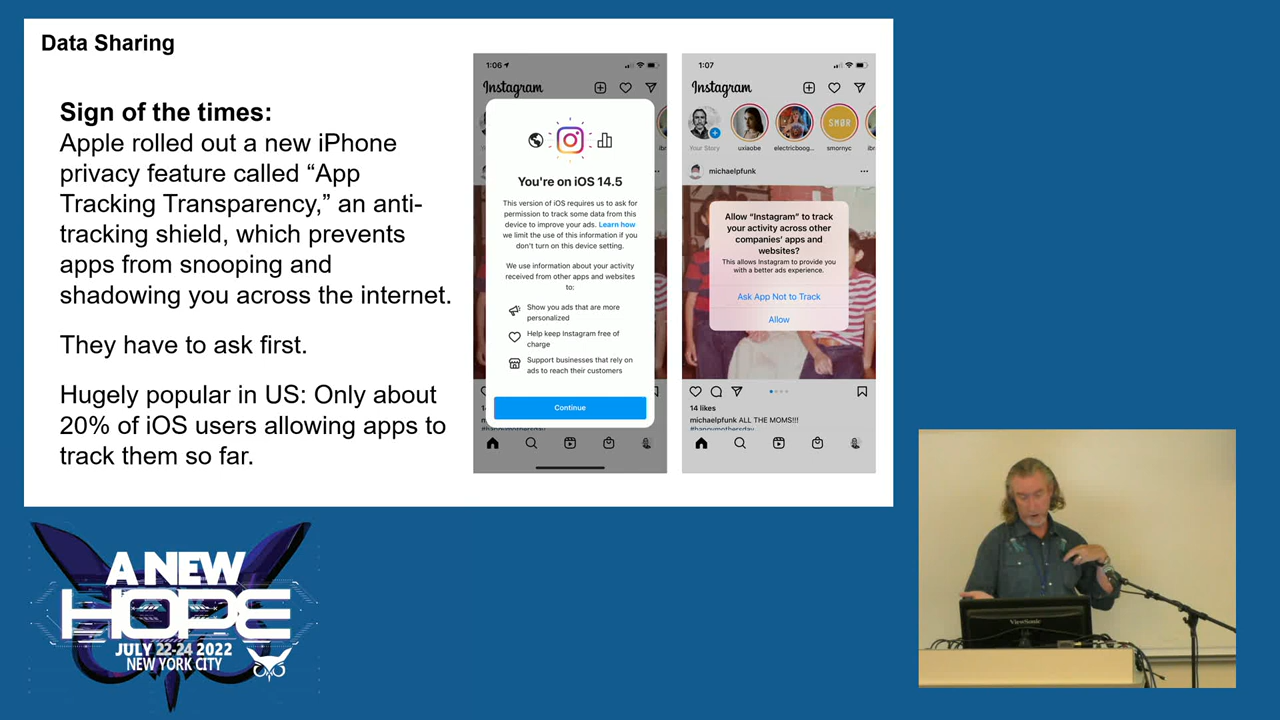 Data Sharing
Sign of the times:
Apple rolled out a new iPhone
privacy feature called “App
Tracking Transparency,” an anti-
tracking shield, which prevents
apps from snooping and
shadowing you across the internet.
They have to ask first.
Hugely popular in US: Only about
20% of iOS users allowing apps to
track them so far.
1:06
Instagram
You're on iOS 14.5
This version of iOS requires us to ask for
permission to track some data from this
device to improve your ads. Learn how
we limit the use of this information if you
don't turn on this device setting.
We use information about your activity
received from other apps and websites
to:
Show you ads that are more
personalized
Help keep Instagram free of
charge
Support businesses that rely on
ads to reach their customers
Continue
1:07
Instagram
SMØR
Your Story
uxiaobe
electricboog...
smornyc
michaelpfunk
Allow “Instagram” to track
your activity across other
companies' apps and
websites?
This allows Instagram to provide you
with a better ads experience.
Ask App Not to Track
Allow
14 likes
michaelpfunk ALL THE MOMS!!!
#happymothersday
A NEW
HOPE
JULY 22-24 2022
NEW YORK CITY
ViewSonic